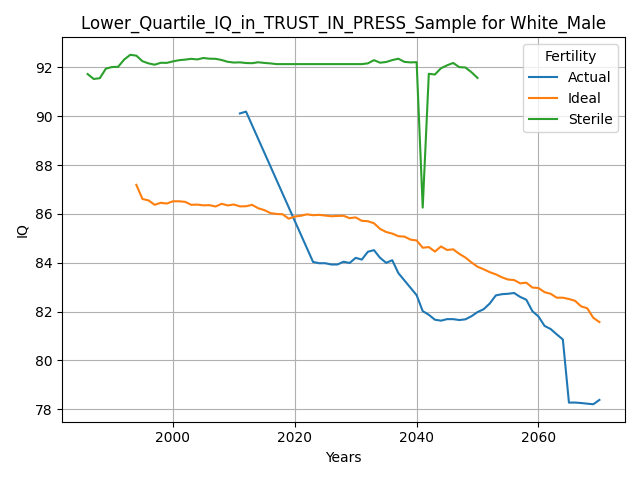 Lower_Quartile_IQ_in_TRUST_IN_PRESS_Sample for White_Male
Fertility
Actual
Ideal
Sterile
IQ
92
90
88
86
84
82
80
78
2000
2020
2040
2060
Years